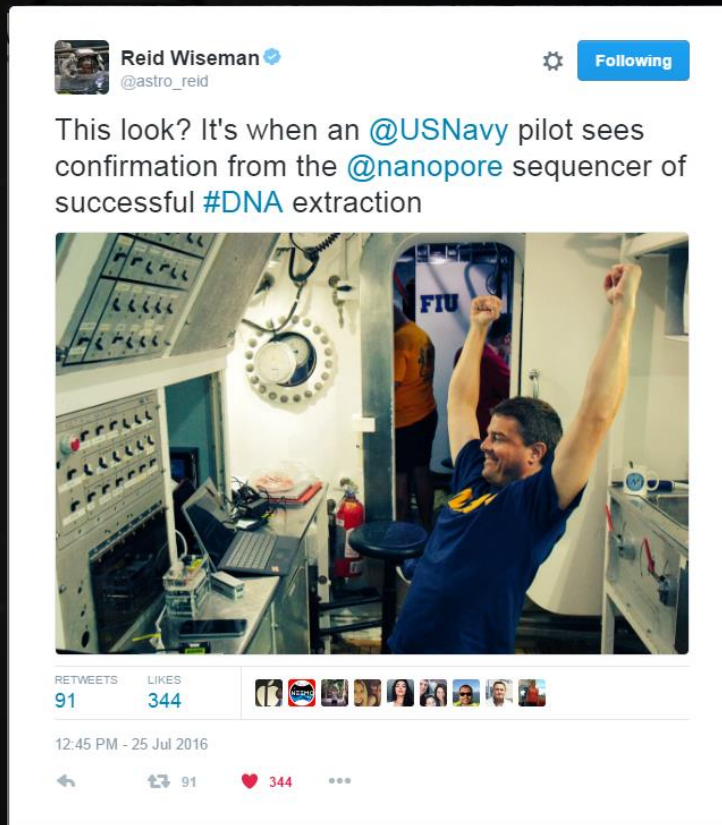 Reid Wiseman
@astro_reid
Following
This look? It's when an @USNavy pilot sees
confirmation from the @nanopore sequencer of
successful #DNA extraction
FIU
RETWEETS
91
LIKES
344
NEEMO
12:45 PM - 25 Jul 2016
91
344